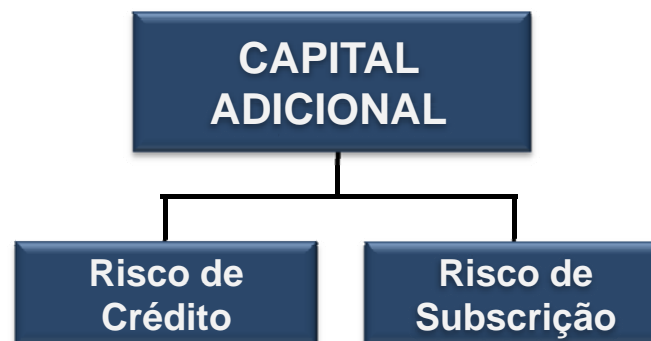 CAPITAL
ADICIONAL
Risco de
Crédito
Risco de
Subscrição